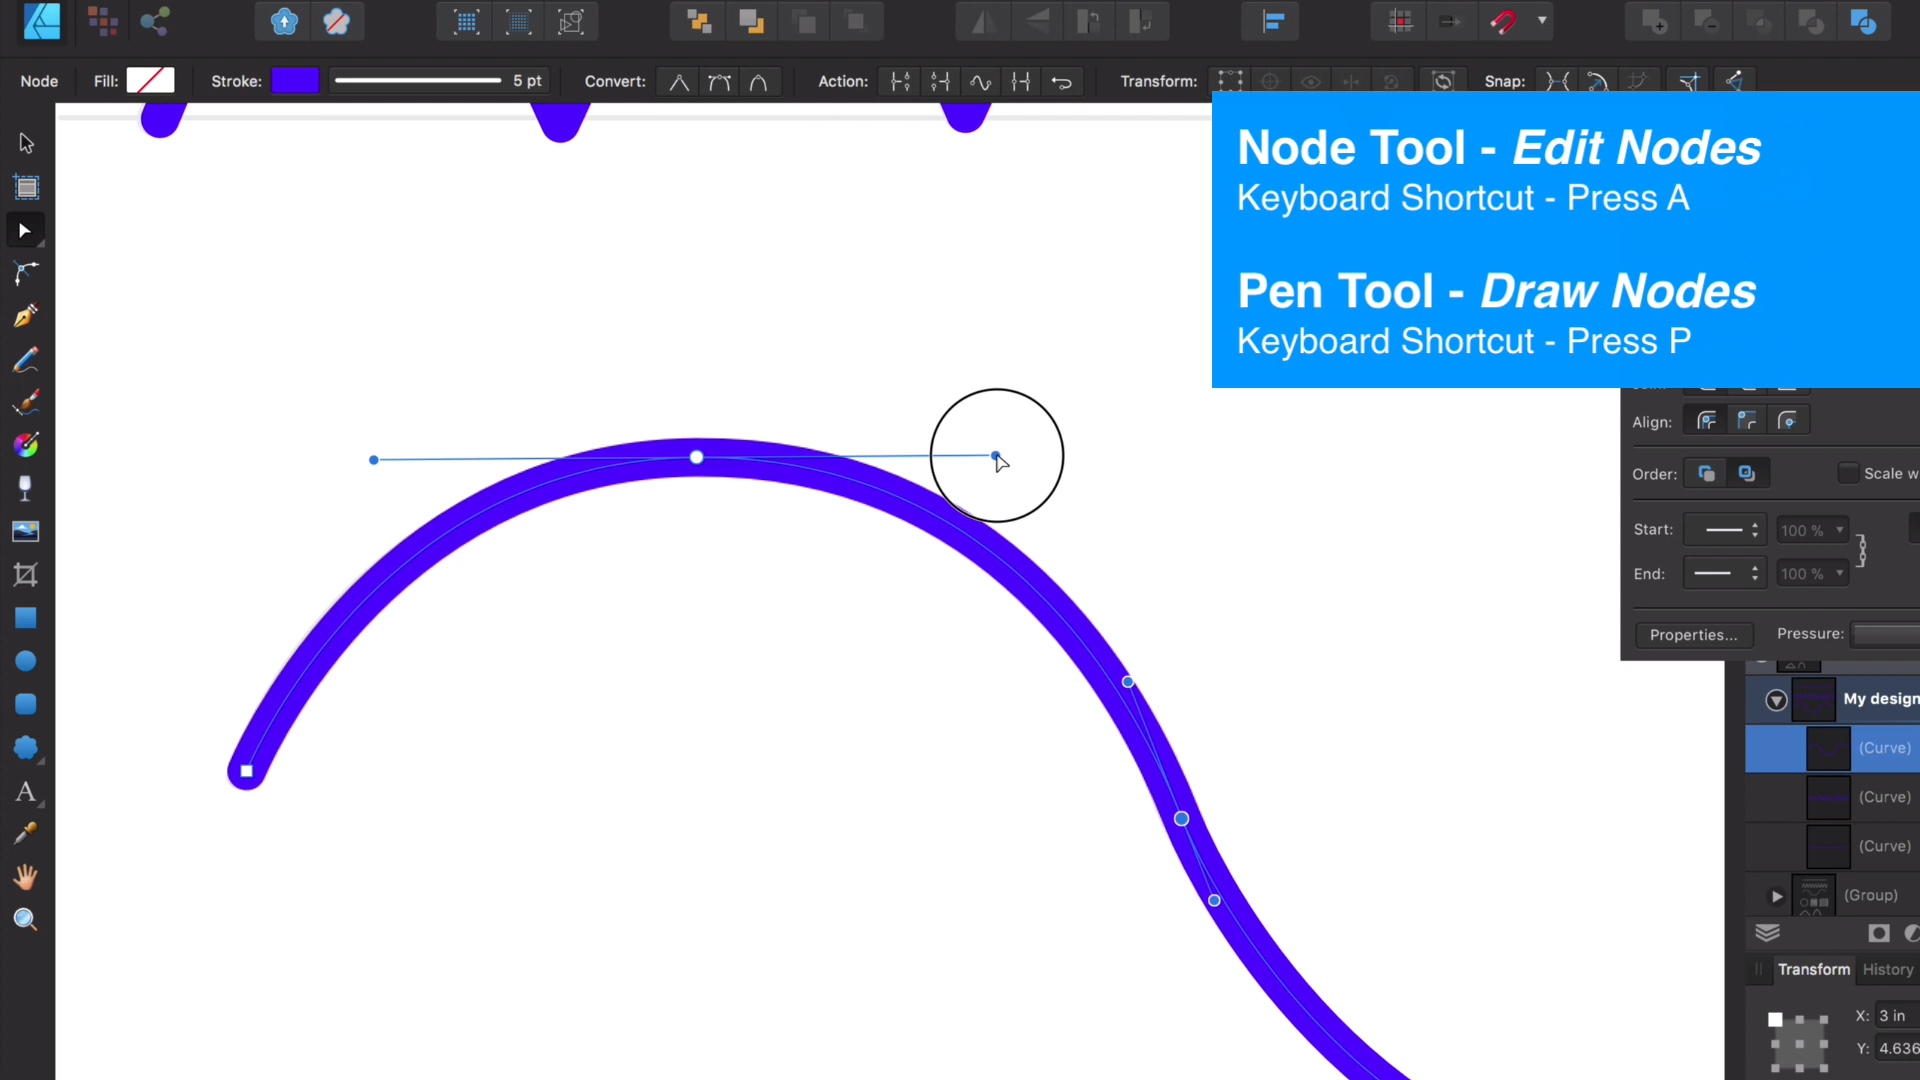 Node Fill: Stroke: 5 pt Convert: Action: Transform: Snap:
Node Tool - Edit Nodes
Keyboard Shortcut - Press A
Pen Tool - Draw Nodes
Keyboard Shortcut - Press P
Align:
Order: Scale w
Start: 100 %
End: 100 %
Properties... Pressure:
My design
(Curve)
(Curve)
(Curve)
(Group)
Transform History
X: 3 in
Y: 4.636